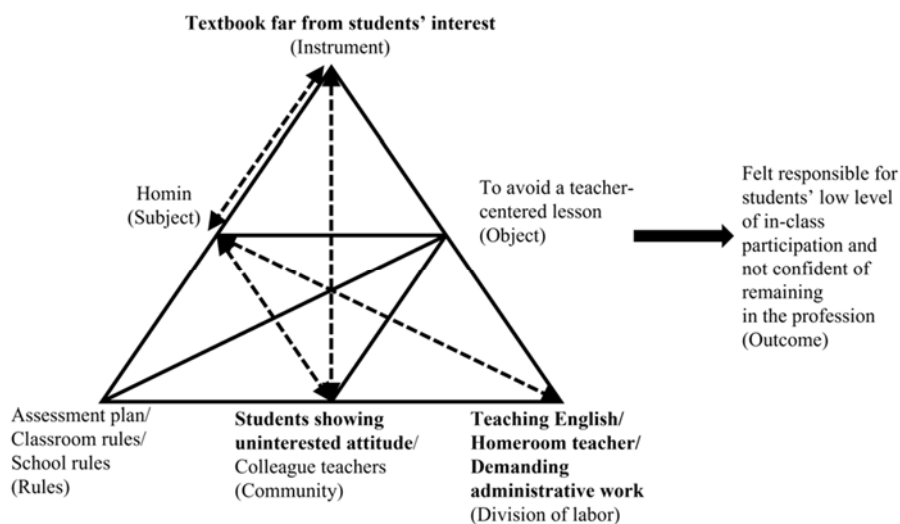 Textbook far from students' interest
(Instrument)
Homin
(Subject)
To avoid a teacher-
centered lesson
(Object)
Felt responsible for
students' low level
of in-class
participation and
not confident of
remaining
in the profession
(Outcome)
Assessment plan/
Classroom rules/
School rules
(Rules)
Students showing
uninterested attitude/
Colleague teachers
(Community)
Teaching English/
Homeroom teacher/
Demanding
administrative work
(Division of labor)